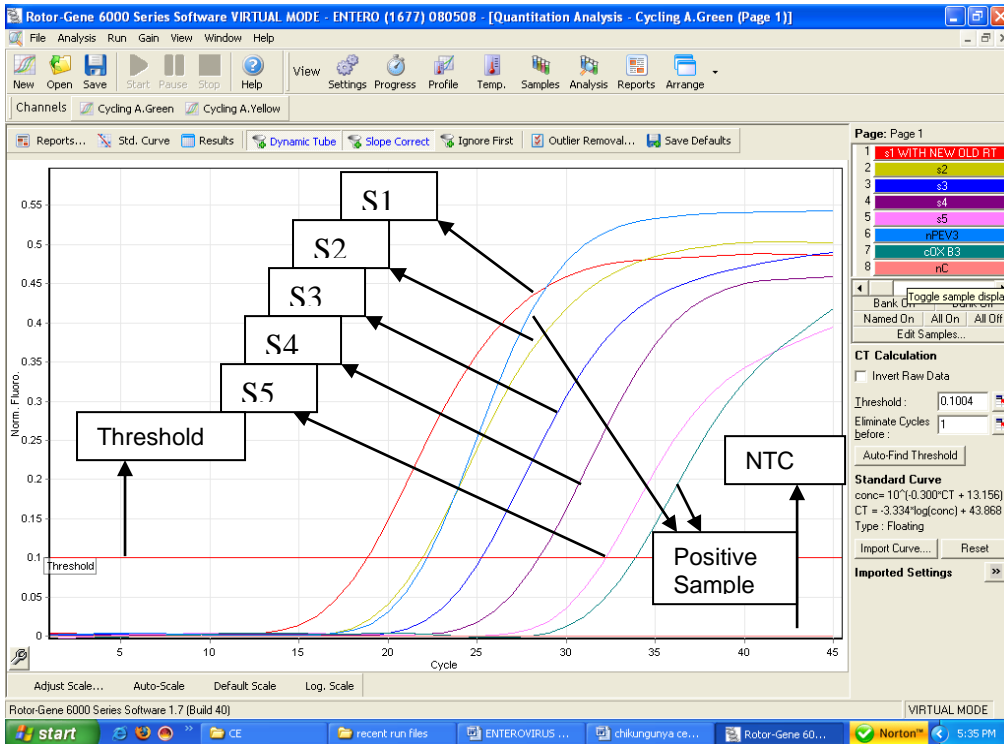 Rotor-Gene 6000 Series Software VIRTUAL MODE - ENTERO (1677) 080508 - [Quantitation Analysis - Cycling A.Green (Page 1)]
File Analysis Run Gain View Window Help
New Open Save Start Pause Stop Help View Settings Progress Profile Temp. Samples Analysis Reports Arrange
Channels Cycling A.Green Cycling A.Yellow
Reports... Std. Curve Results Dynamic Tube Slope Correct Ignore First Outlier Removal... Save Defaults
Page: Page 1
1 s1 WITH NEW OLD RT
2 s2
3 s3
4 s4
5 s5
6 nPEV3
7 cOX B3
8 nC
Toggle sample displa
Bank On
Named On All On All Off
Edit Samples...
CT Calculation
Invert Raw Data
Threshold : 0.1004
Eliminate Cycles before : 1
Auto-Find Threshold
Standard Curve
conc= 10^(-0.300*CT + 13.156)
CT = -3.334*log(conc) + 43.868
Type : Floating
Import Curve.... Reset
Imported Settings »
Norm. Fluoro.
0.55
0.5
0.45
0.4
0.35
0.3
0.25
0.2
0.15
0.1
0.05
0
S1
S2
S3
S4
S5
Threshold
NTC
Positive
Sample
Threshold
5 10 15 20 25 30 35 40 45
Cycle
Adjust Scale... Auto-Scale Default Scale Log. Scale
Rotor-Gene 6000 Series Software 1.7 (Build 40) VIRTUAL MODE
start » CE recent run files ENTEROVIRUS ... chikungunya ce... Rotor-Gene 60... Norton™ 5:35 PM